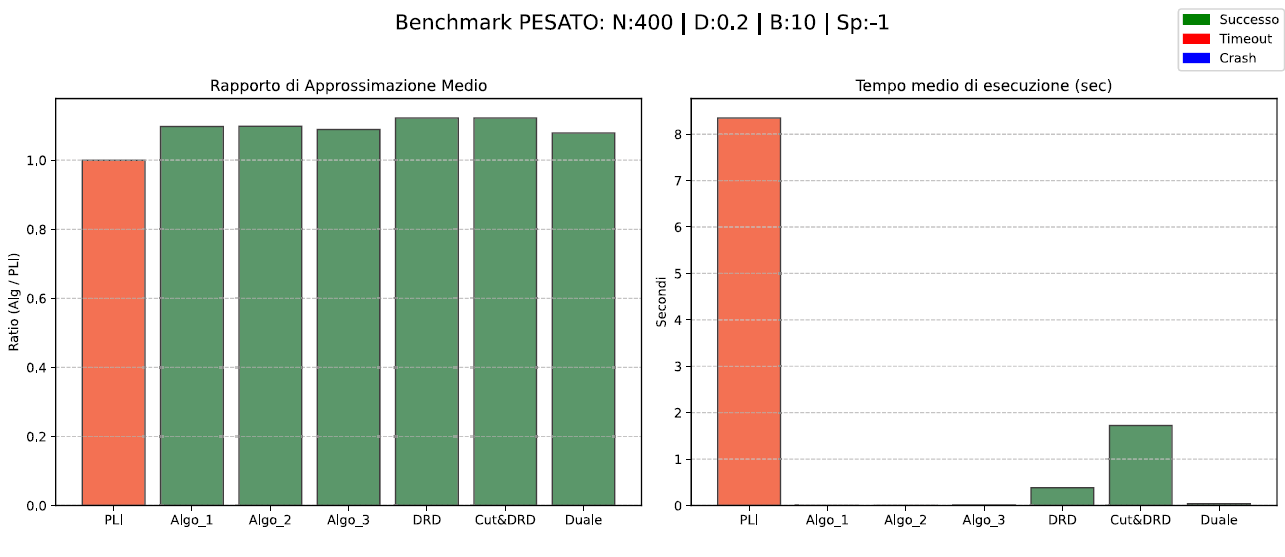 Benchmark PESATO: N:400 | D:0.2 | B:10 | Sp:-1
Successo
Timeout
Crash
Rapporto di Approssimazione Medio
Ratio (Alg / PLI)
1.0
0.8
0.6
0.4
0.2
0.0
PLI
Algo_1
Algo_2
Algo_3
DRD
Cut&DRD
Duale
Tempo medio di esecuzione (sec)
Secondi
8
7
6
5
4
3
2
1
0
PLI
Algo_1
Algo_2
Algo_3
DRD
Cut&DRD
Duale